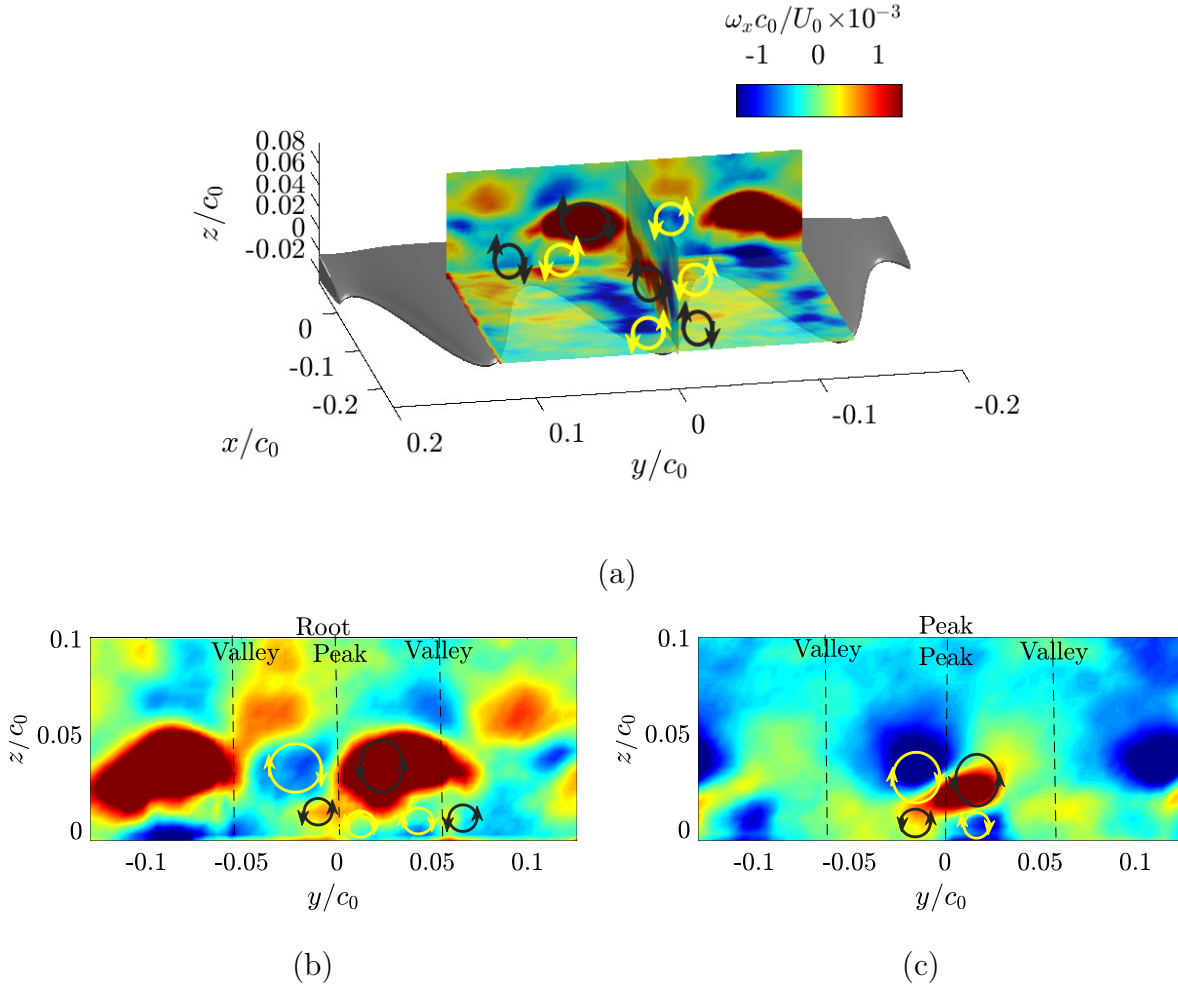 ω_x c_0/U_0 ×10^-3
-1 0 1
0.08
0.06
0.04
0.02
0
-0.02
z/c_0
0
-0.1
-0.2
x/c_0
0.2 0.1 0 -0.1 -0.2
y/c_0
(a)
Root
Valley Peak Valley
0.1
0.05
0
z/c_0
-0.1 -0.05 0 0.05 0.1
y/c_0
(b)
Peak
Valley Peak Valley
0.1
0.05
0
z/c_0
-0.1 -0.05 0 0.05 0.1
y/c_0
(c)